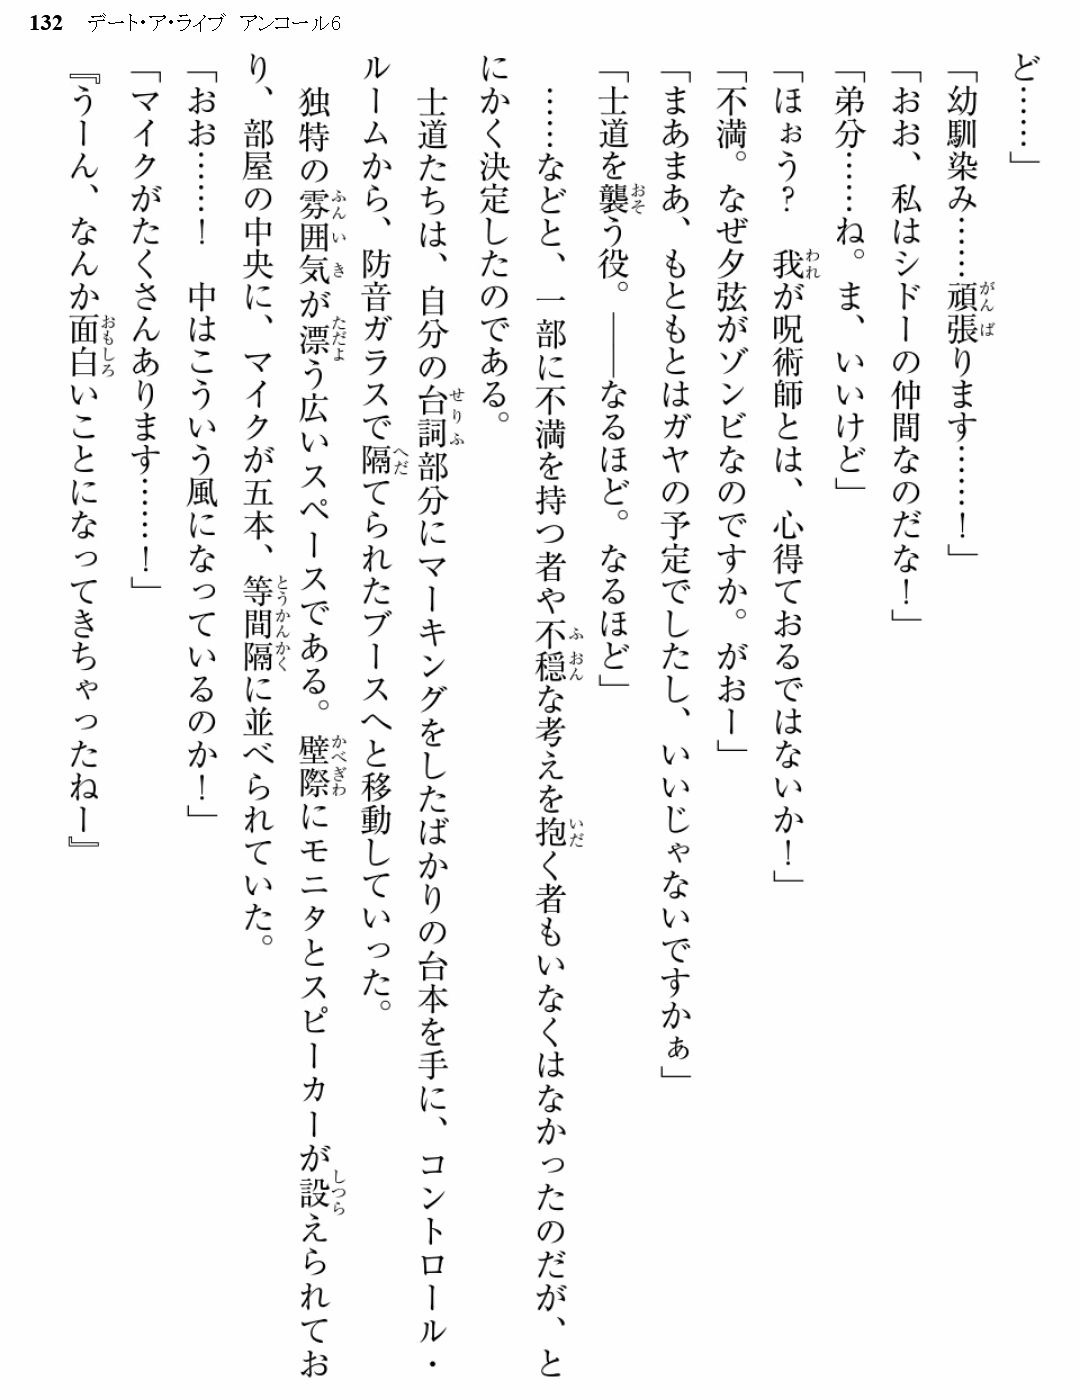 132 デート・ア・ライブ アンコール6
ど……」
「幼馴染み……頑張ります……！」
「おお、私はシドーの仲間なのだな！」
「弟分……ね。ま、いいけど」
「ほぉう？　我が呪術師とは、心得ておるではないか！」
「不満。なぜ夕弦がゾンビなのですか。がおー」
「まあまあ、もともとはガヤの予定でしたし、いいじゃないですかぁ」
「士道を襲う役。――なるほど。なるほど」
……などと、一部に不満を持つ者や不穏な考えを抱く者もいなくはなかったのだが、と
にかく決定したのである。
士道たちは、自分の台詞部分にマーキングをしたばかりの台本を手に、コントロール・
ルームから、防音ガラスで隔てられたブースへと移動していった。
独特の雰囲気が漂う広いスペースである。壁際にモニタとスピーカーが設えられてお
り、部屋の中央に、マイクが五本、等間隔に並べられていた。
「おお……！　中はこういう風になっているのか！」
「マイクがたくさんあります……！」
『うーん、なんか面白いことになってきちゃったねー』